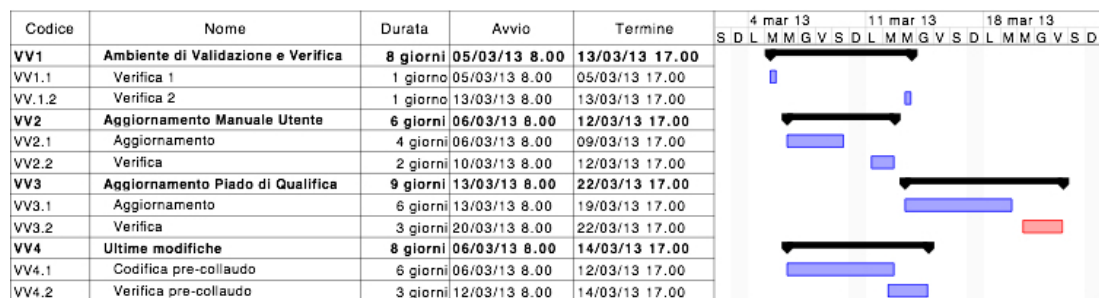 Codice Nome Durata Avvio Termine 4 mar 13 11 mar 13 18 mar 13
S D L M M G V S D L M M G V S D L M M G V S D
VV1 Ambiente di Validazione e Verifica 8 giorni 05/03/13 8.00 13/03/13 17.00
VV1.1 Verifica 1 1 giorno 05/03/13 8.00 05/03/13 17.00
VV.1.2 Verifica 2 1 giorno 13/03/13 8.00 13/03/13 17.00
VV2 Aggiornamento Manuale Utente 6 giorni 06/03/13 8.00 12/03/13 17.00
VV2.1 Aggiornamento 4 giorni 06/03/13 8.00 09/03/13 17.00
VV2.2 Verifica 2 giorni 10/03/13 8.00 12/03/13 17.00
VV3 Aggiornamento Piado di Qualifica 9 giorni 13/03/13 8.00 22/03/13 17.00
VV3.1 Aggiornamento 6 giorni 13/03/13 8.00 19/03/13 17.00
VV3.2 Verifica 3 giorni 20/03/13 8.00 22/03/13 17.00
VV4 Ultime modifiche 8 giorni 06/03/13 8.00 14/03/13 17.00
VV4.1 Codifica pre-collaudo 6 giorni 06/03/13 8.00 12/03/13 17.00
VV4.2 Verifica pre-collaudo 3 giorni 12/03/13 8.00 14/03/13 17.00